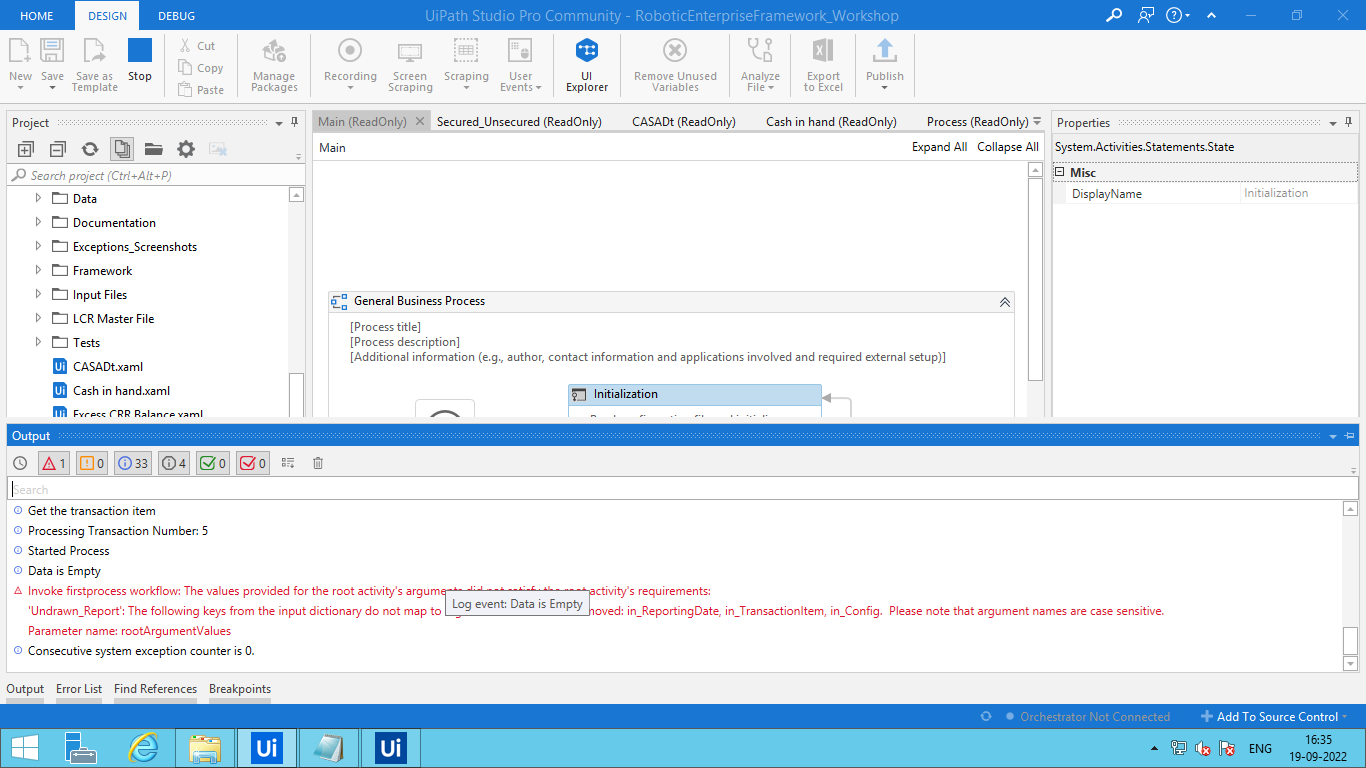 HOME DESIGN DEBUG UiPath Studio Pro Community - RoboticEnterpriseFramework_Workshop
New Save Save as Template Stop
Cut
Copy
Paste
Manage Packages
Recording
Screen Scraping
Scraping
User Events
UI Explorer
Remove Unused Variables
Analyze File
Export to Excel
Publish
Project
Search project (Ctrl+Alt+P)
Data
Documentation
Exceptions_Screenshots
Framework
Input Files
LCR Master File
Tests
CASADt.xaml
Cash in hand.xaml
Excess CRR Balance.xaml
Main (ReadOnly) Secured_Unsecured (ReadOnly) CASADt (ReadOnly) Cash in hand (ReadOnly) Process (ReadOnly)
Main Expand All Collapse All
General Business Process
[Process title]
[Process description]
[Additional information (e.g., author, contact information and applications involved and required external setup)]
Initialization
Properties
System.Activities.Statements.State
Misc
DisplayName Initialization
Output
1 0 33 4 0 0
Search
Get the transaction item
Processing Transaction Number: 5
Started Process
Data is Empty
Invoke firstprocess workflow: The values provided for the root activity's arguments did not satisfy the root activity's requirements:
'Undrawn_Report': The following keys from the input dictionary do not map to
Log event: Data is Empty
moved: in_ReportingDate, in_TransactionItem, in_Config. Please note that argument names are case sensitive.
Parameter name: rootArgumentValues
Consecutive system exception counter is 0.
Output Error List Find References Breakpoints
Orchestrator Not Connected Add To Source Control
Ui Ui ENG 16:35
19-09-2022